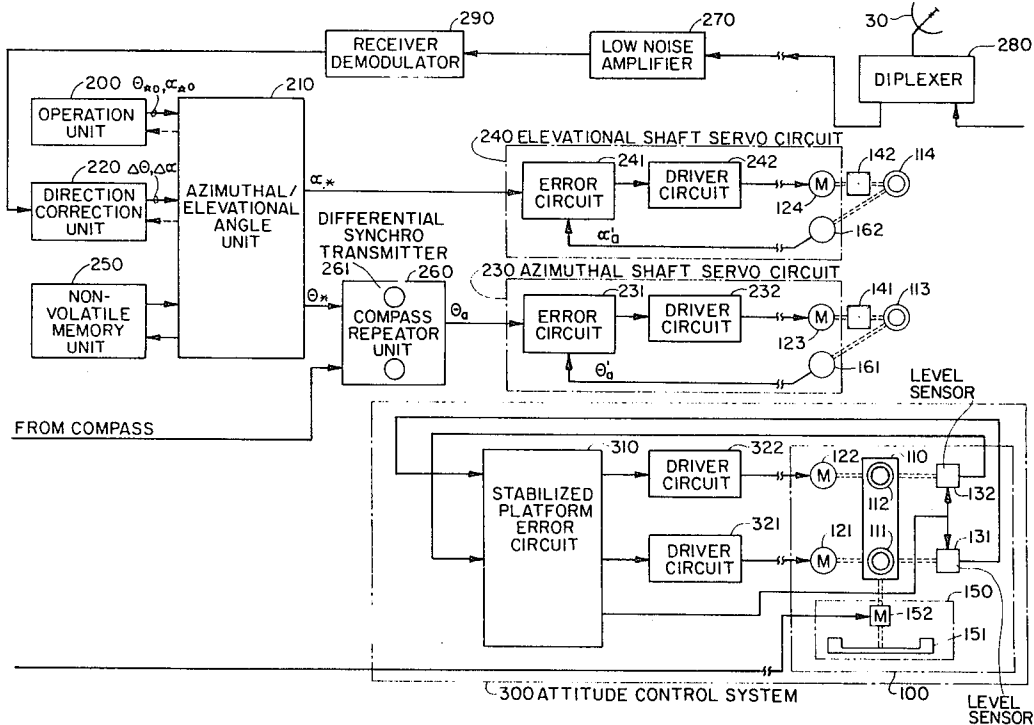 30
290
270
280
RECEIVER
DEMODULATOR
LOW NOISE
AMPLIFIER
DIPLEXER
200
θ*0, α*0
210
OPERATION
UNIT
220
Δθ, Δα
DIRECTION
CORRECTION
UNIT
AZIMUTHAL/
ELEVATIONAL
ANGLE
UNIT
250
NON-
VOLATILE
MEMORY
UNIT
α*
θ*
DIFFERENTIAL
SYNCHRO
TRANSMITTER
261
260
COMPASS
REPEATOR
UNIT
θa
240 ELEVATIONAL SHAFT SERVO CIRCUIT
241
242
142
114
ERROR
CIRCUIT
DRIVER
CIRCUIT
M
124
162
α'a
230 AZIMUTHAL SHAFT SERVO CIRCUIT
231
232
141
113
ERROR
CIRCUIT
DRIVER
CIRCUIT
M
123
161
θ'a
FROM COMPASS
LEVEL
SENSOR
310
322
122
110
STABILIZED
PLATFORM
ERROR
CIRCUIT
DRIVER
CIRCUIT
M
112
132
321
121
111
131
DRIVER
CIRCUIT
M
150
M
152
151
300 ATTITUDE CONTROL SYSTEM
100
LEVEL
SENSOR